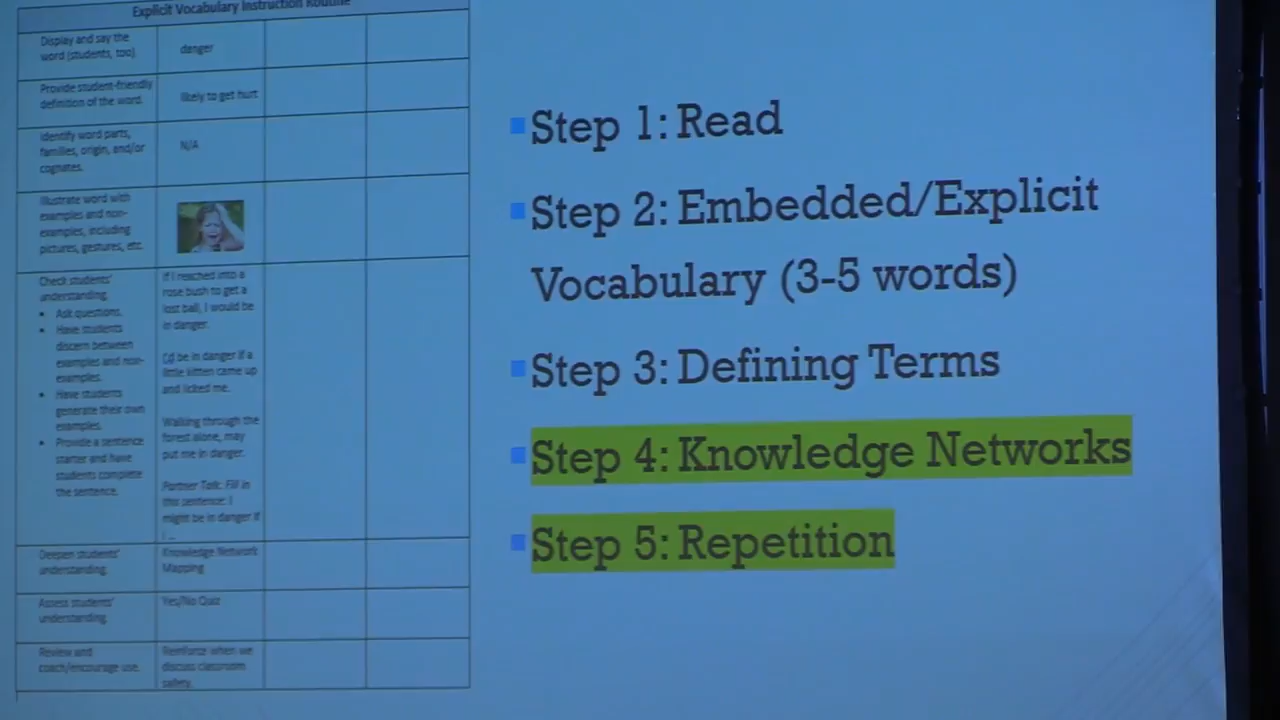 Explicit Vocabulary Instruction Routine
Display and say the
word (students, too)
danger
Provide student-friendly
definition of the word.
likely to get hurt
Identify word parts,
families, origin, and/or
cognates.
N/A
Illustrate word with
examples and non-
examples, including
pictures, gestures, etc.
Check students'
understanding.
• Ask questions.
• Have students
discern between
examples and non-
examples.
• Have students
generate their own
examples.
• Provide a sentence
starter and have
students complete
the sentence.
If I reached into a
rose bush to get a
lost ball, I would be
in danger.
I'd be in danger if a
little kitten came up
and licked me.
Walking through the
forest alone, may
put me in danger.
Partner Talk: Fill in
this sentence: I
might be in danger if
I ...
Deepen students'
understanding.
Knowledge Network
Mapping
Assess students'
understanding.
Yes/No Quiz
Review and
coach/encourage use.
Reinforce when we
discuss classroom
safety.
Step 1: Read
Step 2: Embedded/Explicit
Vocabulary (3-5 words)
Step 3: Defining Terms
Step 4: Knowledge Networks
Step 5: Repetition